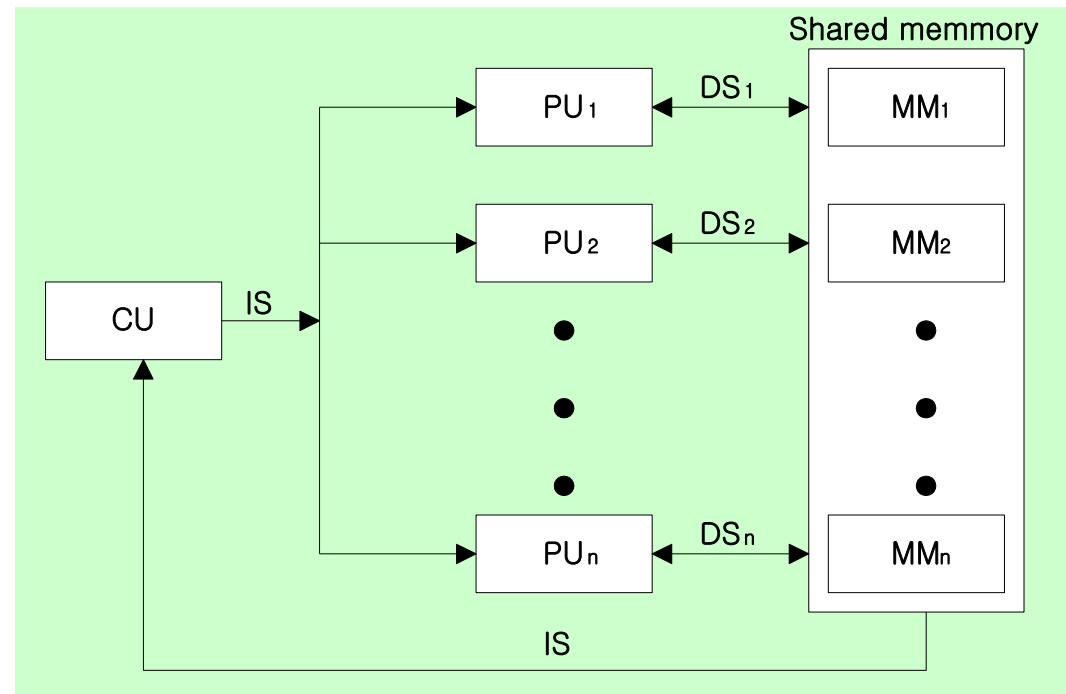 Shared memmory
PU1
DS1
MM1
PU2
DS2
MM2
CU
IS
PUn
DSn
MMn
IS